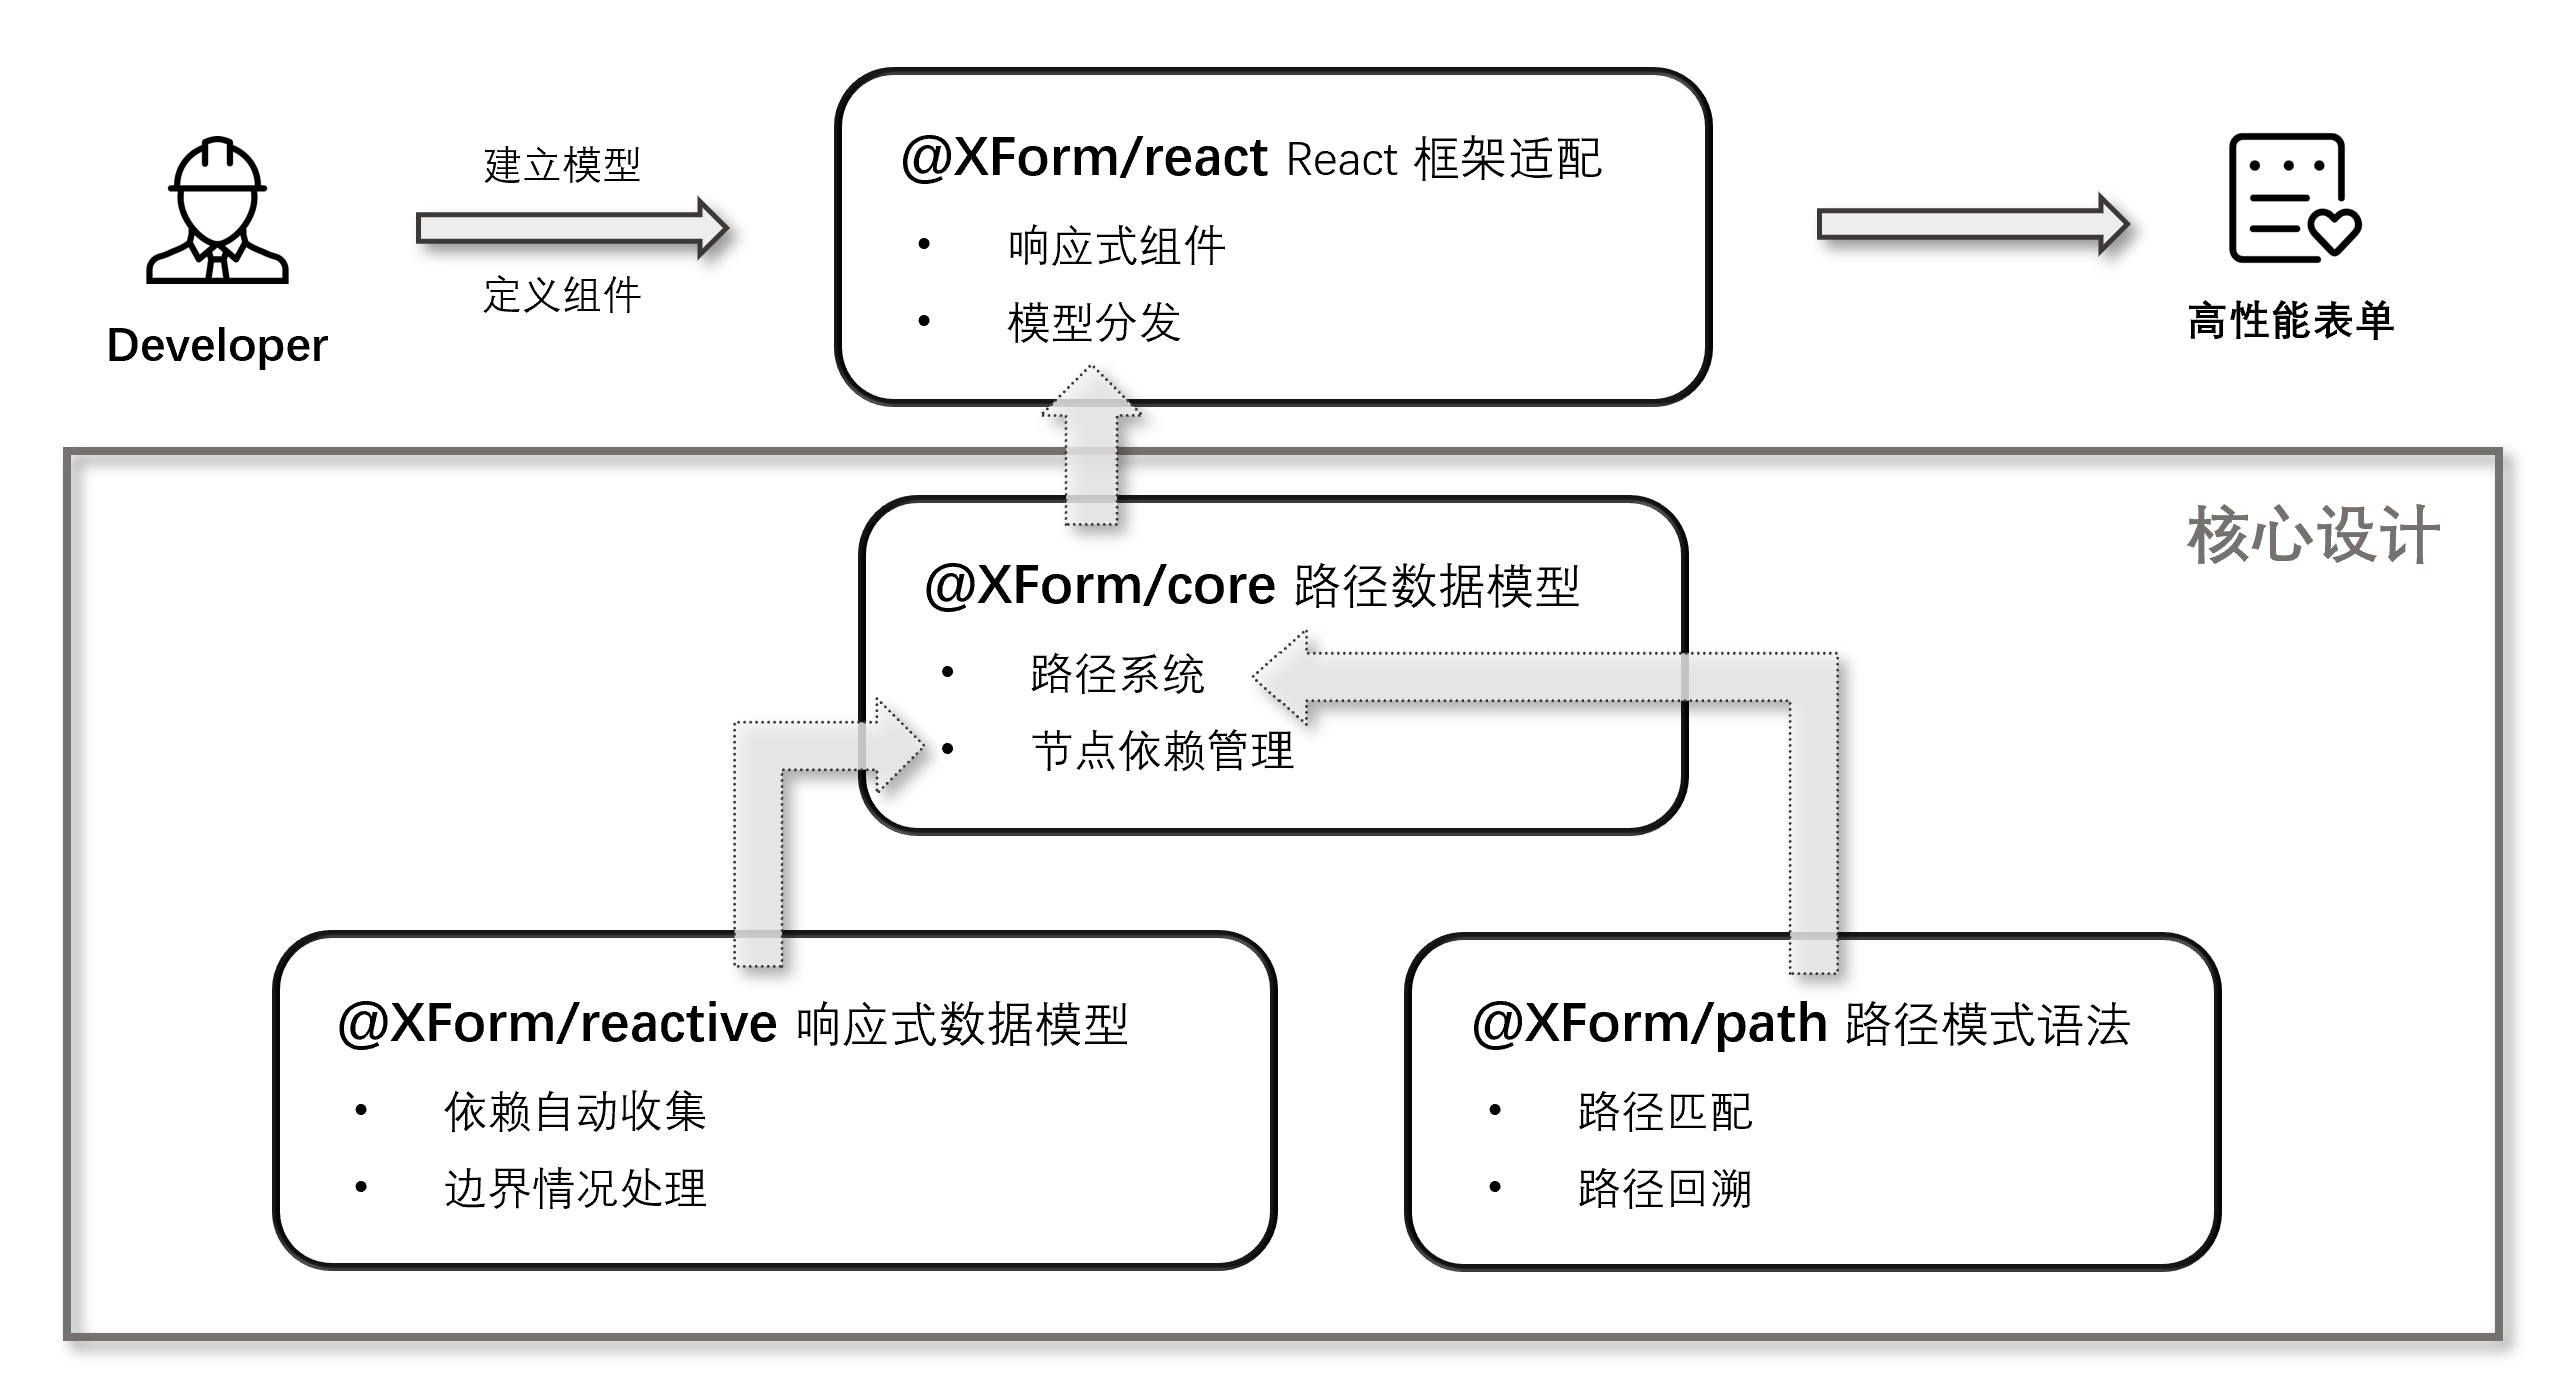 建立模型
定义组件
Developer
@XForm/react React 框架适配
• 响应式组件
• 模型分发
高性能表单
核心设计
@XForm/core 路径数据模型
• 路径系统
• 节点依赖管理
@XForm/reactive 响应式数据模型
• 依赖自动收集
• 边界情况处理
@XForm/path 路径模式语法
• 路径匹配
• 路径回溯